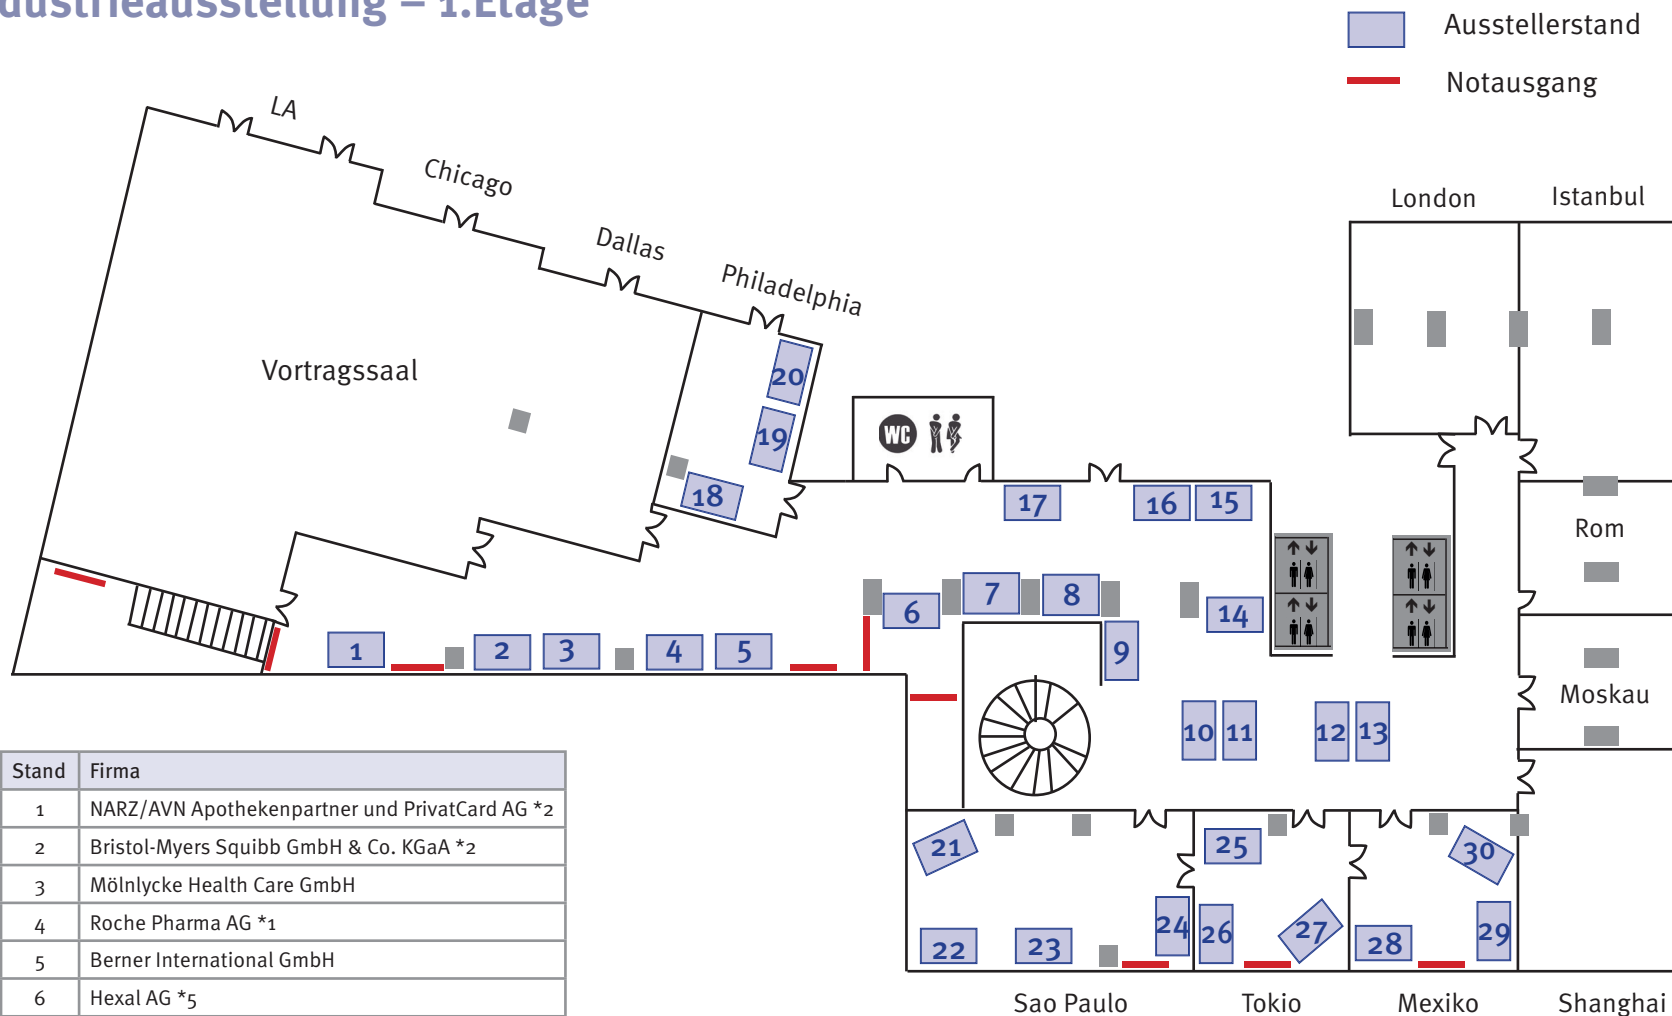 dustrieausstellung – 1.Etage
Ausstellerstand
Notausgang
LA
Chicago
Dallas
Philadelphia
London
Istanbul
Vortragssaal
20
19
18
WC
17
16
15
Rom
7
8
6
14
9
1
2
3
4
5
Moskau
10
11
12
13
Stand Firma
1 NARZ/AVN Apothekenpartner und PrivatCard AG *2
2 Bristol-Myers Squibb GmbH & Co. KGaA *2
3 Mölnlycke Health Care GmbH
4 Roche Pharma AG *1
5 Berner International GmbH
6 Hexal AG *5
21
25
30
24
26
27
28
29
22
23
Sao Paulo
Tokio
Mexiko
Shanghai